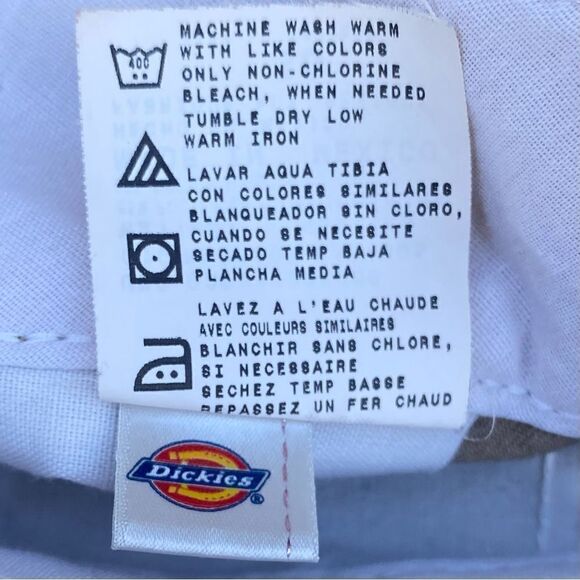 MACHINE WASH WARM
WITH LIKE COLORS
ONLY NON-CHLORINE
BLEACH, WHEN NEEDED
TUMBLE DRY LOW
WARM IRON
400
LAVAR AQUA TIBIA
CON COLORES SIMILARES
BLANQUEADOR SIN CLORO,
CUANDO SE NECESITE
SECADO TEMP BAJA
PLANCHA MEDIA
LAVEZ A L'EAU CHAUDE
AVEC COULEURS SIMILAIRES
BLANCHIR SANS CHLORE,
SI NECESSAIRE
SECHEZ TEMP BASSE
REPASSEZ UN FER CHAUD
Dickies®